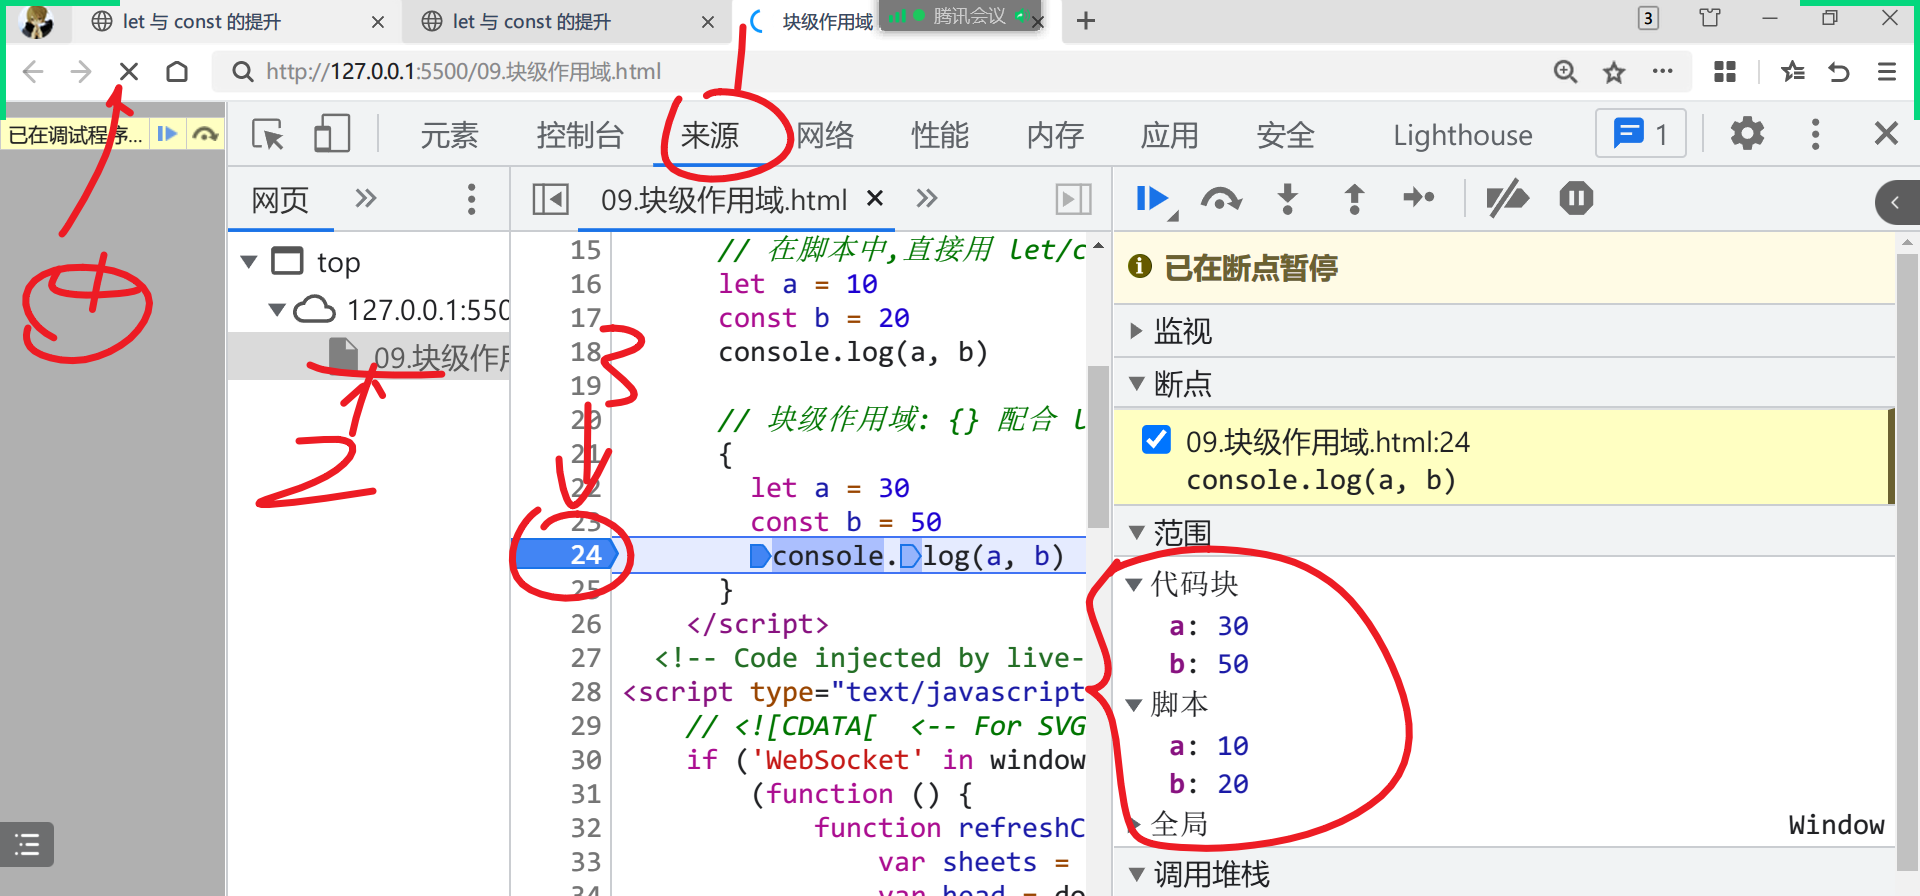 let 与 const 的提升
let 与 const 的提升
块级作用域
腾讯会议
3
http://127.0.0.1:5500/09.块级作用域.html
已在调试程序...
元素
控制台
来源
网络
性能
内存
应用
安全
Lighthouse
1
网页
09.块级作用域.html
top
127.0.0.1:550
09.块级作用
15 // 在脚本中,直接用 let/c
16 let a = 10
17 const b = 20
18 console.log(a, b)
19
20 // 块级作用域: {} 配合 l
21 {
22 let a = 30
23 const b = 50
24 console.log(a, b)
25 }
26 </script>
27 <!-- Code injected by live-
28 <script type="text/javascript
29 // <![CDATA[  <-- For SVG
30 if ('WebSocket' in window
31 (function () {
32 function refreshC
33 var sheets =
34 var head = do
已在断点暂停
监视
断点
09.块级作用域.html:24
console.log(a, b)
范围
代码块
a: 30
b: 50
脚本
a: 10
b: 20
全局
Window
调用堆栈
1
2
3
4